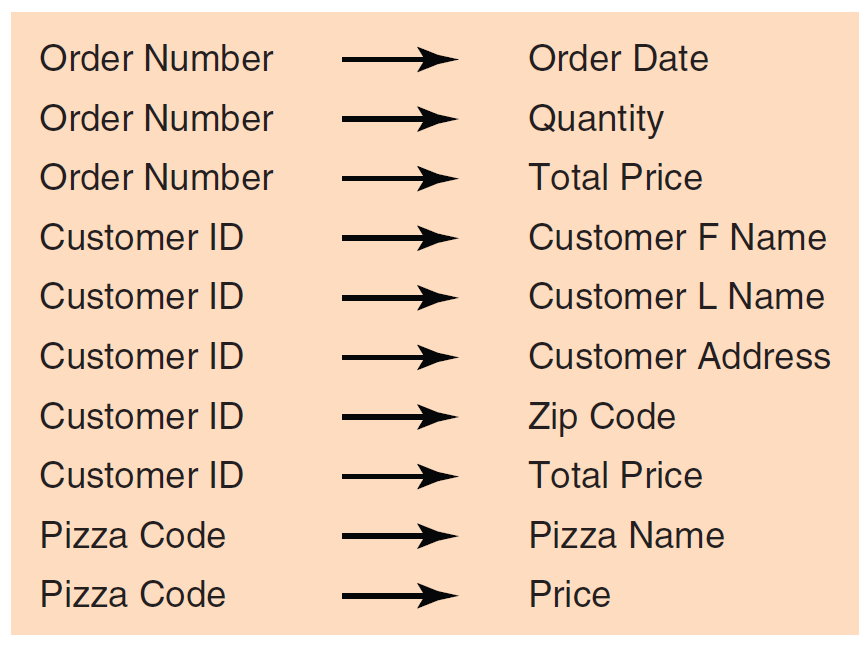 Order Number Order Date
Order Number Quantity
Order Number Total Price
Customer ID Customer F Name
Customer ID Customer L Name
Customer ID Customer Address
Customer ID Zip Code
Customer ID Total Price
Pizza Code Pizza Name
Pizza Code Price